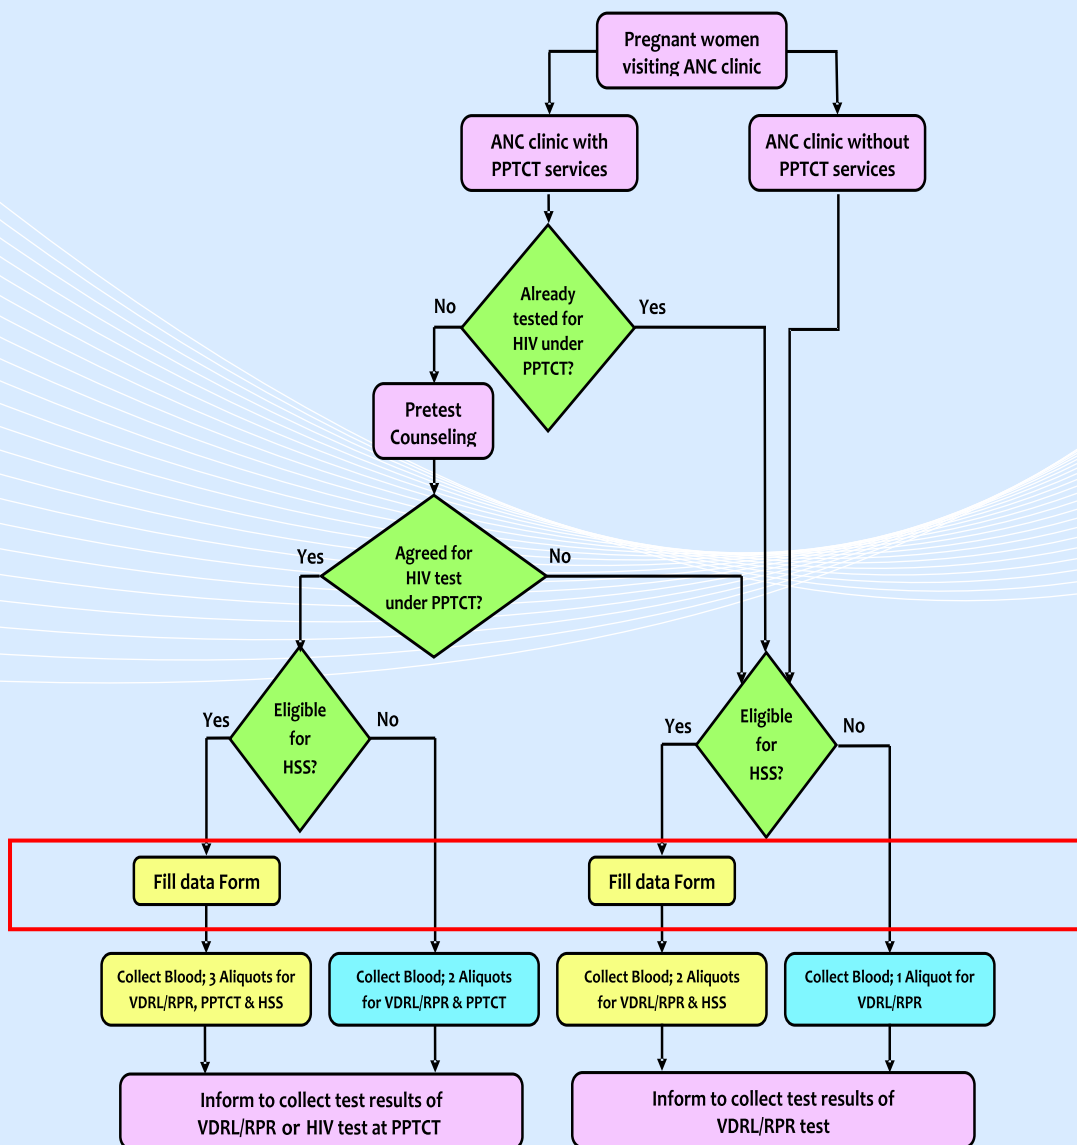 Pregnant women
visiting ANC clinic
ANC clinic with
PPTCT services
ANC clinic without
PPTCT services
Already
tested for
HIV under
PPTCT?
No
Yes
Pretest
Counseling
Agreed for
HIV test
under PPTCT?
Yes
No
Eligible
for
HSS?
Yes
No
Eligible
for
HSS?
Yes
No
Fill data Form
Fill data Form
Collect Blood; 3 Aliquots for
VDRL/RPR, PPTCT & HSS
Collect Blood; 2 Aliquots
for VDRL/RPR & PPTCT
Collect Blood; 2 Aliquots
for VDRL/RPR & HSS
Collect Blood; 1 Aliquot for
VDRL/RPR
Inform to collect test results of
VDRL/RPR or HIV test at PPTCT
Inform to collect test results of
VDRL/RPR test